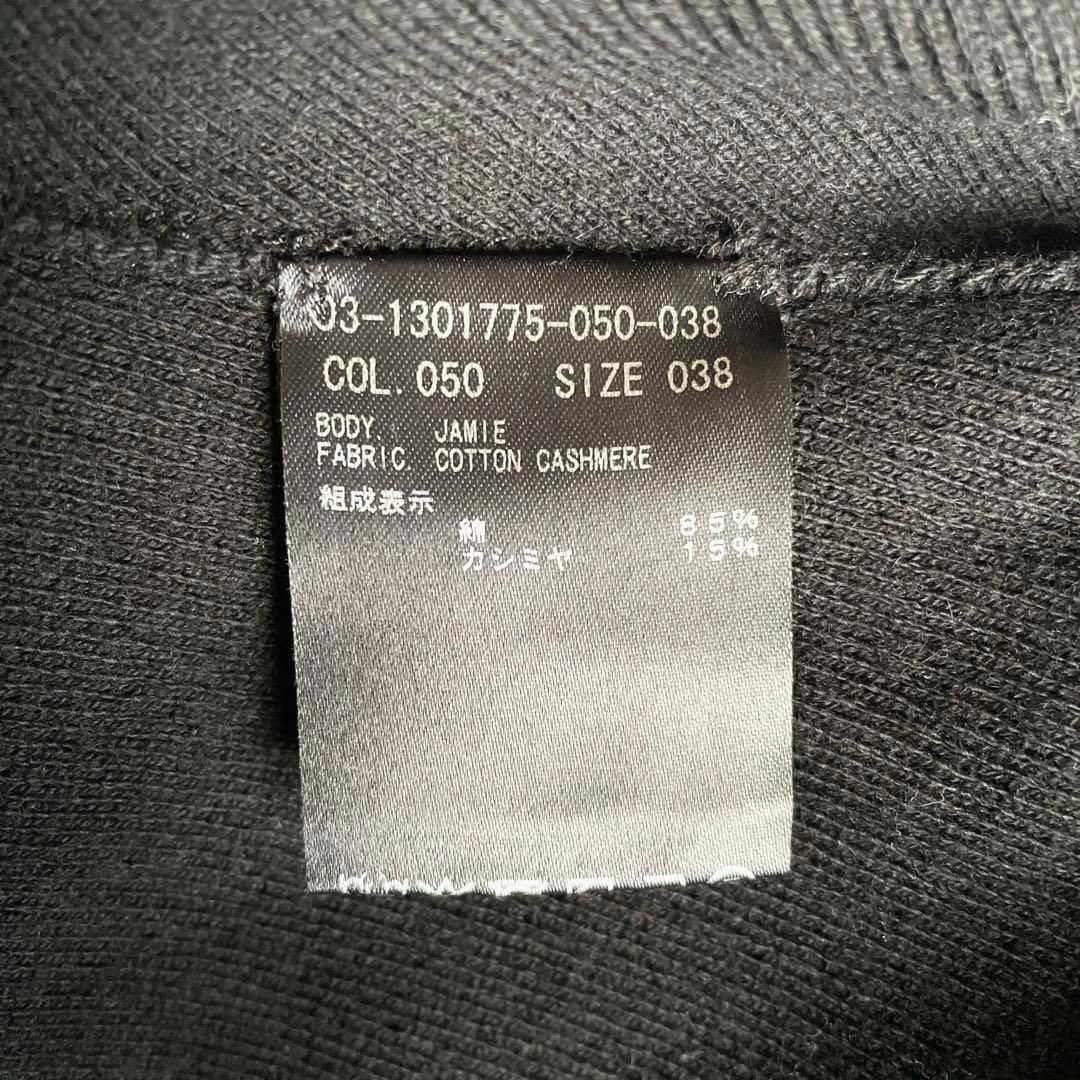 03-1301775-050-038
COL. 050 SIZE 038
BODY. JAMIE
FABRIC. COTTON CASHMERE
組成表示
綿 85%
カシミヤ 15%